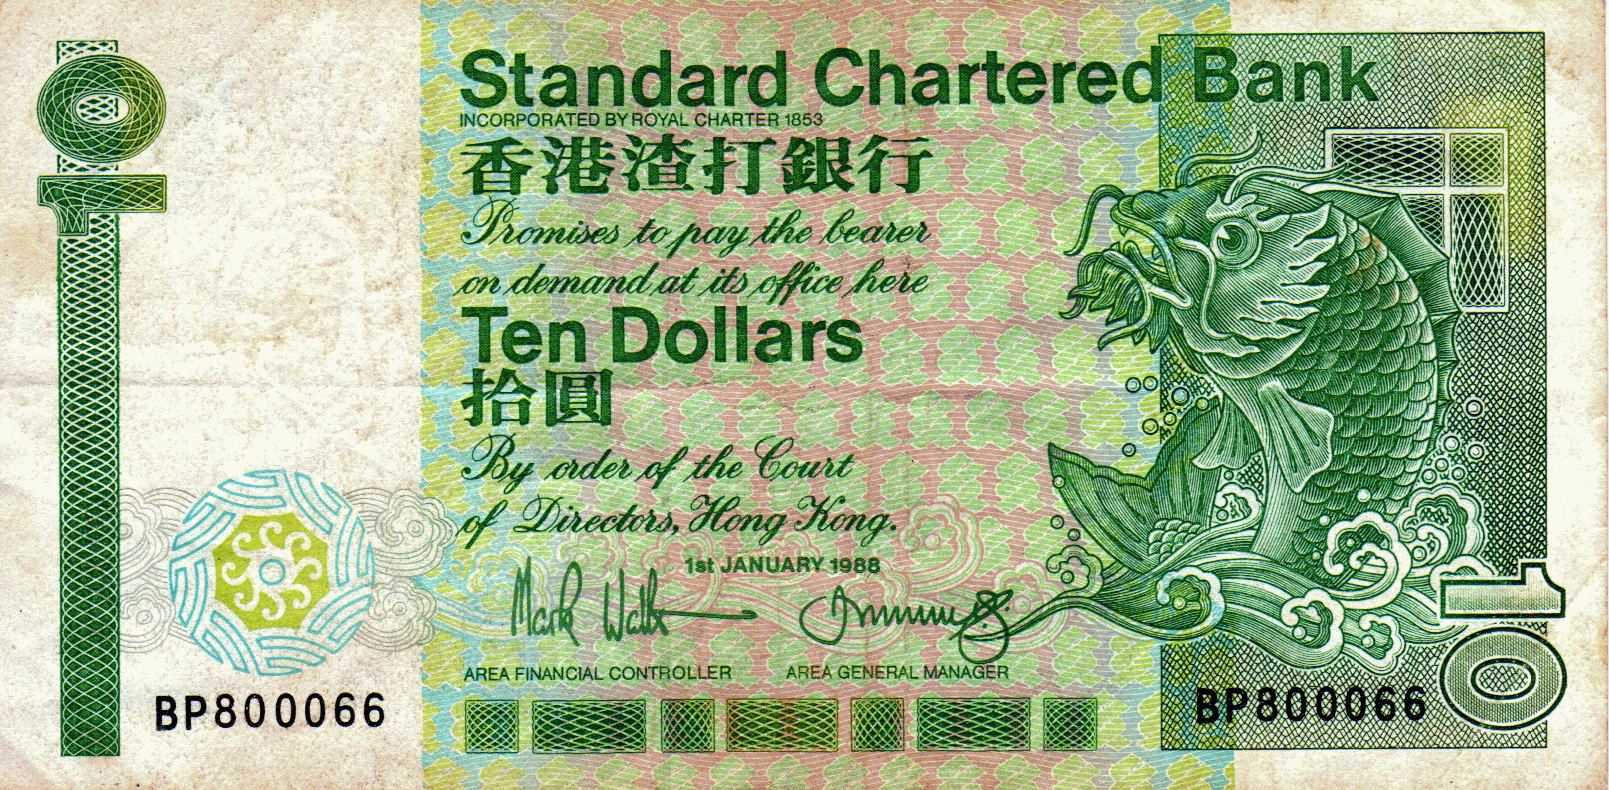 10
Standard Chartered Bank
INCORPORATED BY ROYAL CHARTER 1853
香港渣打銀行
Promises to pay the bearer
on demand at its office here
Ten Dollars
拾圓
By order of the Court
of Directors, Hong Kong.
1st JANUARY 1988
AREA FINANCIAL CONTROLLER
AREA GENERAL MANAGER
BP800066
BP800066
10